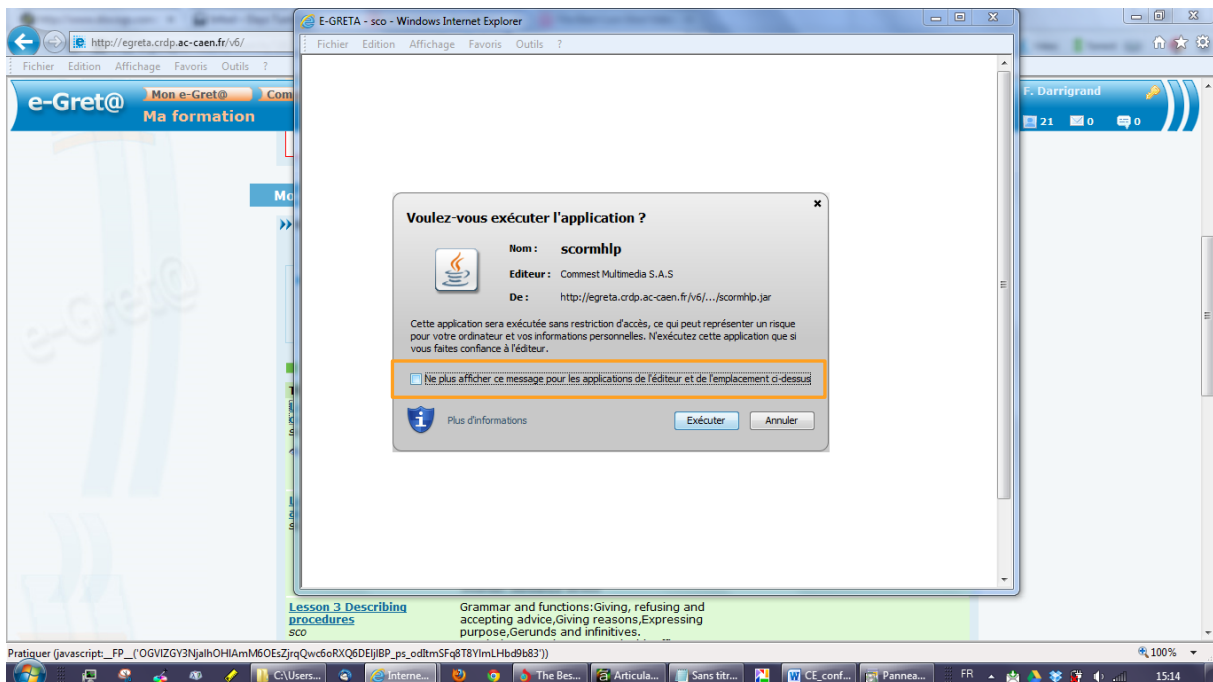 E-GRETA - sco - Windows Internet Explorer
http://egreta.crdp.ac-caen.fr/v6/
Fichier Edition Affichage Favoris Outils ?
Fichier Edition Affichage Favoris Outils ?
e-Gret@
Mon e-Gret@
Com
Ma formation
F. Darrigrand
21 0 0
Mo
Voulez-vous exécuter l'application ?
Nom : scormhlp
Editeur : Commest Multimedia S.A.S
De : http://egreta.crdp.ac-caen.fr/v6/.../scormhlp.jar
Cette application sera exécutée sans restriction d'accès, ce qui peut représenter un risque
pour votre ordinateur et vos informations personnelles. N'exécutez cette application que si
vous faites confiance à l'éditeur.
Ne plus afficher ce message pour les applications de l'éditeur et de l'emplacement ci-dessus
Plus d'informations
Exécuter
Annuler
e-Gret@
Lesson 3 Describing
procedures
sco
Grammar and functions:Giving, refusing and
accepting advice,Giving reasons,Expressing
purpose,Gerunds and infinitives.
100%
C:\Users...
Interne...
The Bes...
Articula...
Sans titr...
CE_conf...
Pannea...
FR
15:14